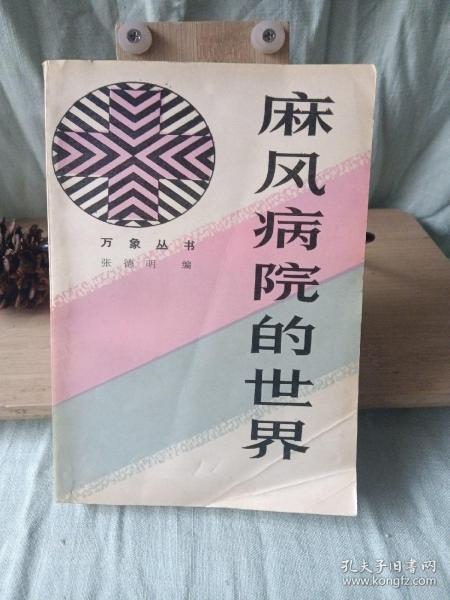 麻风病院的世界
万象丛书
张德明 编
孔夫子旧书网
www.kongfz.com